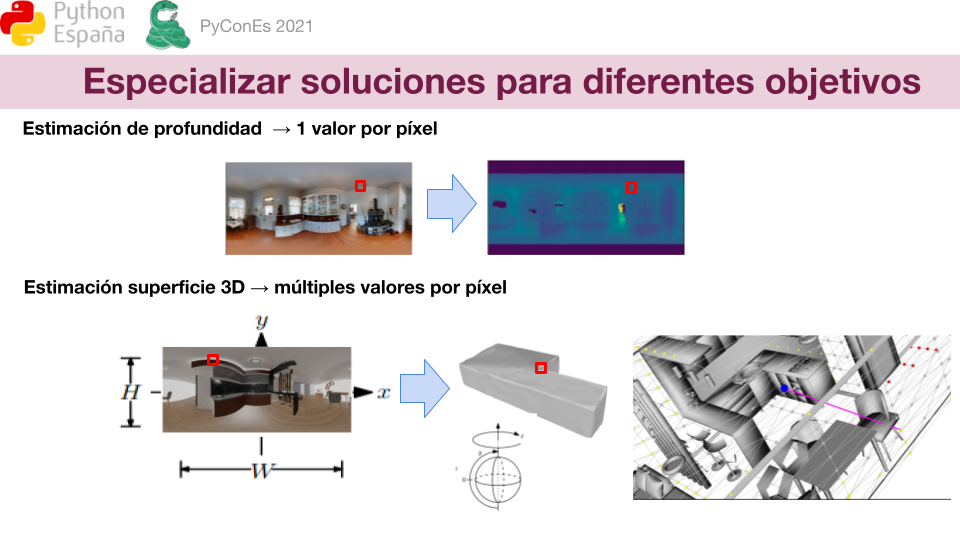 Python
España
PyConEs 2021
Especializar soluciones para diferentes objetivos
Estimación de profundidad → 1 valor por píxel
Estimación superficie 3D → múltiples valores por píxel
y
H
x
W